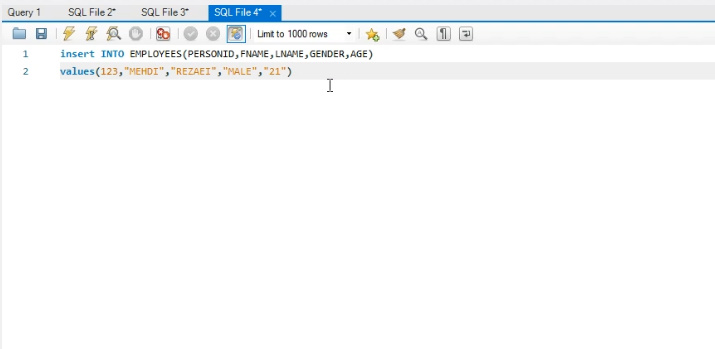 Query 1 SQL File 2* SQL File 3* SQL File 4*
Limit to 1000 rows
1 insert INTO EMPLOYEES(PERSONID,FNAME,LNAME,GENDER,AGE)
2 values(123,"MEHDI","REZAEI","MALE","21")